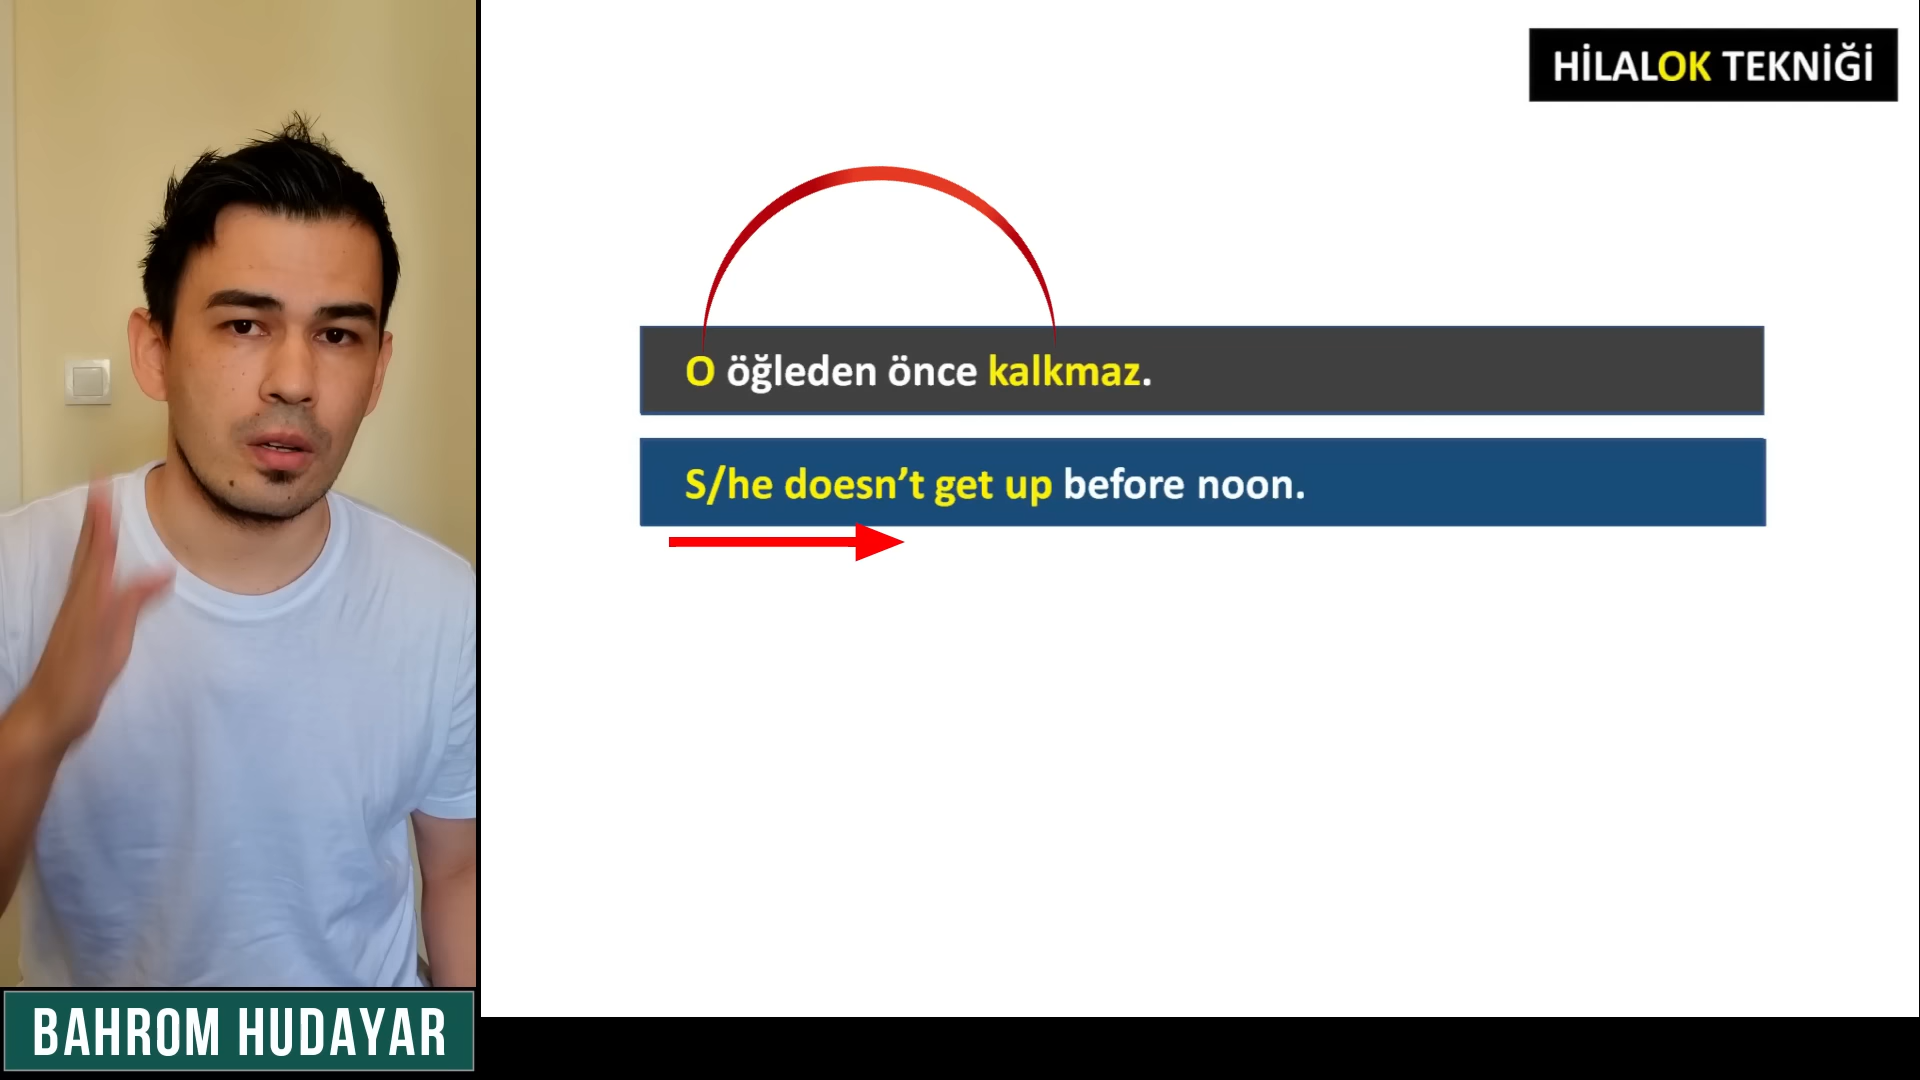 HİLALOK TEKNİĞİ
O öğleden önce kalkmaz.
S/he doesn’t get up before noon.
BAHROM HUDAYAR